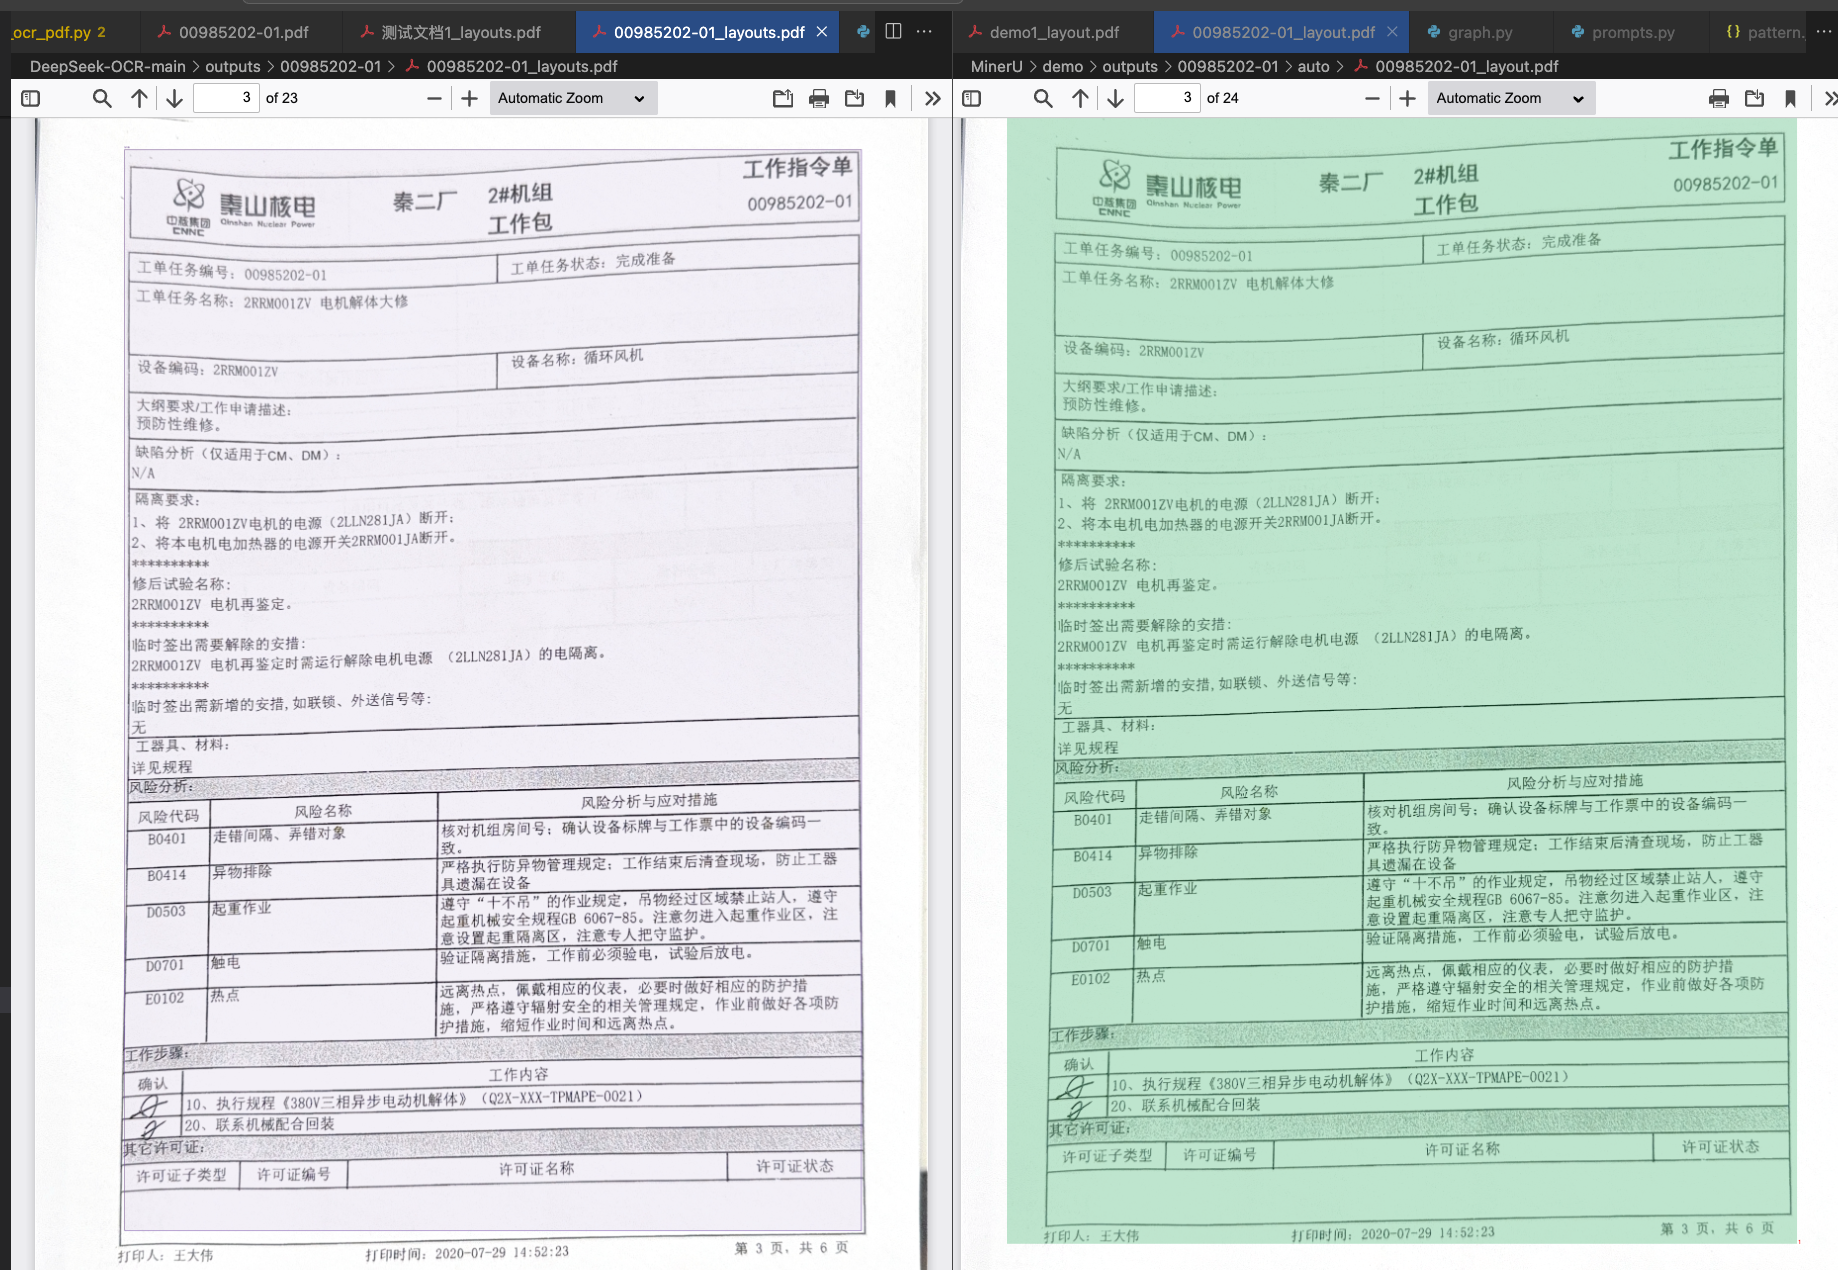 _ocr_pdf.py 2
00985202-01.pdf
测试文档1_layouts.pdf
00985202-01_layouts.pdf
DeepSeek-OCR-main > outputs > 00985202-01 > 00985202-01_layouts.pdf
3 of 23
Automatic Zoom
工作指令单
中核集团
CNNC
秦山核电
Qinshan Nuclear Power
秦二厂
2#机组
工作包
00985202-01
工单任务编号: 00985202-01
工单任务状态: 完成准备
工单任务名称: 2RRM001ZV 电机解体大修
设备编码: 2RRM001ZV
设备名称: 循环风机
大纲要求/工作申请描述:
预防性维修。
缺陷分析(仅适用于CM、DM):
N/A
隔离要求:
1、将 2RRM001ZV电机的电源(2LLN281JA)断开;
2、将本电机电加热器的电源开关2RRM001JA断开。
**********
修后试验名称:
2RRM001ZV 电机再鉴定。
**********
临时签出需要解除的安措:
2RRM001ZV 电机再鉴定时需运行解除电机电源 (2LLN281JA)的电隔离。
**********
临时签出需新增的安措,如联锁、外送信号等:
无
工器具、材料:
详见规程
风险分析:
风险代码 风险名称 风险分析与应对措施
B0401 走错间隔、弄错对象 核对机组房间号; 确认设备标牌与工作票中的设备编码一
致。
B0414 异物排除 严格执行防异物管理规定; 工作结束后清查现场, 防止工器
具遗漏在设备
D0503 起重作业 遵守“十不吊”的作业规定, 吊物经过区域禁止站人, 遵守
起重机械安全规程GB 6067-85。注意勿进入起重作业区, 注
意设置起重隔离区, 注意专人把守监护。
D0701 触电 验证隔离措施, 工作前必须验电, 试验后放电。
E0102 热点 远离热点, 佩戴相应的仪表, 必要时做好相应的防护措
施, 严格遵守辐射安全的相关管理规定, 作业前做好各项防
护措施, 缩短作业时间和远离热点。
工作步骤:
确认 工作内容
10、执行规程《380V三相异步电动机解体》(Q2X-XXX-TPMAPE-0021)
20、联系机械配合回装
其它许可证:
许可证子类型 许可证编号 许可证名称 许可证状态
打印人: 王大伟 打印时间: 2020-07-29 14:52:23 第 3 页, 共 6 页
demo1_layout.pdf
00985202-01_layout.pdf
graph.py
prompts.py
pattern.
MinerU > demo > outputs > 00985202-01 > auto > 00985202-01_layout.pdf
3 of 24
Automatic Zoom
工作指令单
中核集团
CNNC
秦山核电
Qinshan Nuclear Power
秦二厂
2#机组
工作包
00985202-01
工单任务编号: 00985202-01
工单任务状态: 完成准备
工单任务名称: 2RRM001ZV 电机解体大修
设备编码: 2RRM001ZV
设备名称: 循环风机
大纲要求/工作申请描述:
预防性维修。
缺陷分析(仅适用于CM、DM):
N/A
隔离要求:
1、将 2RRM001ZV电机的电源(2LLN281JA)断开;
2、将本电机电加热器的电源开关2RRM001JA断开。
**********
修后试验名称:
2RRM001ZV 电机再鉴定。
**********
临时签出需要解除的安措:
2RRM001ZV 电机再鉴定时需运行解除电机电源 (2LLN281JA)的电隔离。
**********
临时签出需新增的安措,如联锁、外送信号等:
无
工器具、材料:
详见规程
风险分析:
风险代码 风险名称 风险分析与应对措施
B0401 走错间隔、弄错对象 核对机组房间号; 确认设备标牌与工作票中的设备编码一
致。
B0414 异物排除 严格执行防异物管理规定; 工作结束后清查现场, 防止工器
具遗漏在设备
D0503 起重作业 遵守“十不吊”的作业规定, 吊物经过区域禁止站人, 遵守
起重机械安全规程GB 6067-85。注意勿进入起重作业区, 注
意设置起重隔离区, 注意专人把守监护。
D0701 触电 验证隔离措施, 工作前必须验电, 试验后放电。
E0102 热点 远离热点, 佩戴相应的仪表, 必要时做好相应的防护措
施, 严格遵守辐射安全的相关管理规定, 作业前做好各项防
护措施, 缩短作业时间和远离热点。
工作步骤:
确认 工作内容
10、执行规程《380V三相异步电动机解体》(Q2X-XXX-TPMAPE-0021)
20、联系机械配合回装
其它许可证:
许可证子类型 许可证编号 许可证名称 许可证状态
打印人: 王大伟 打印时间: 2020-07-29 14:52:23 第 3 页, 共 6 页